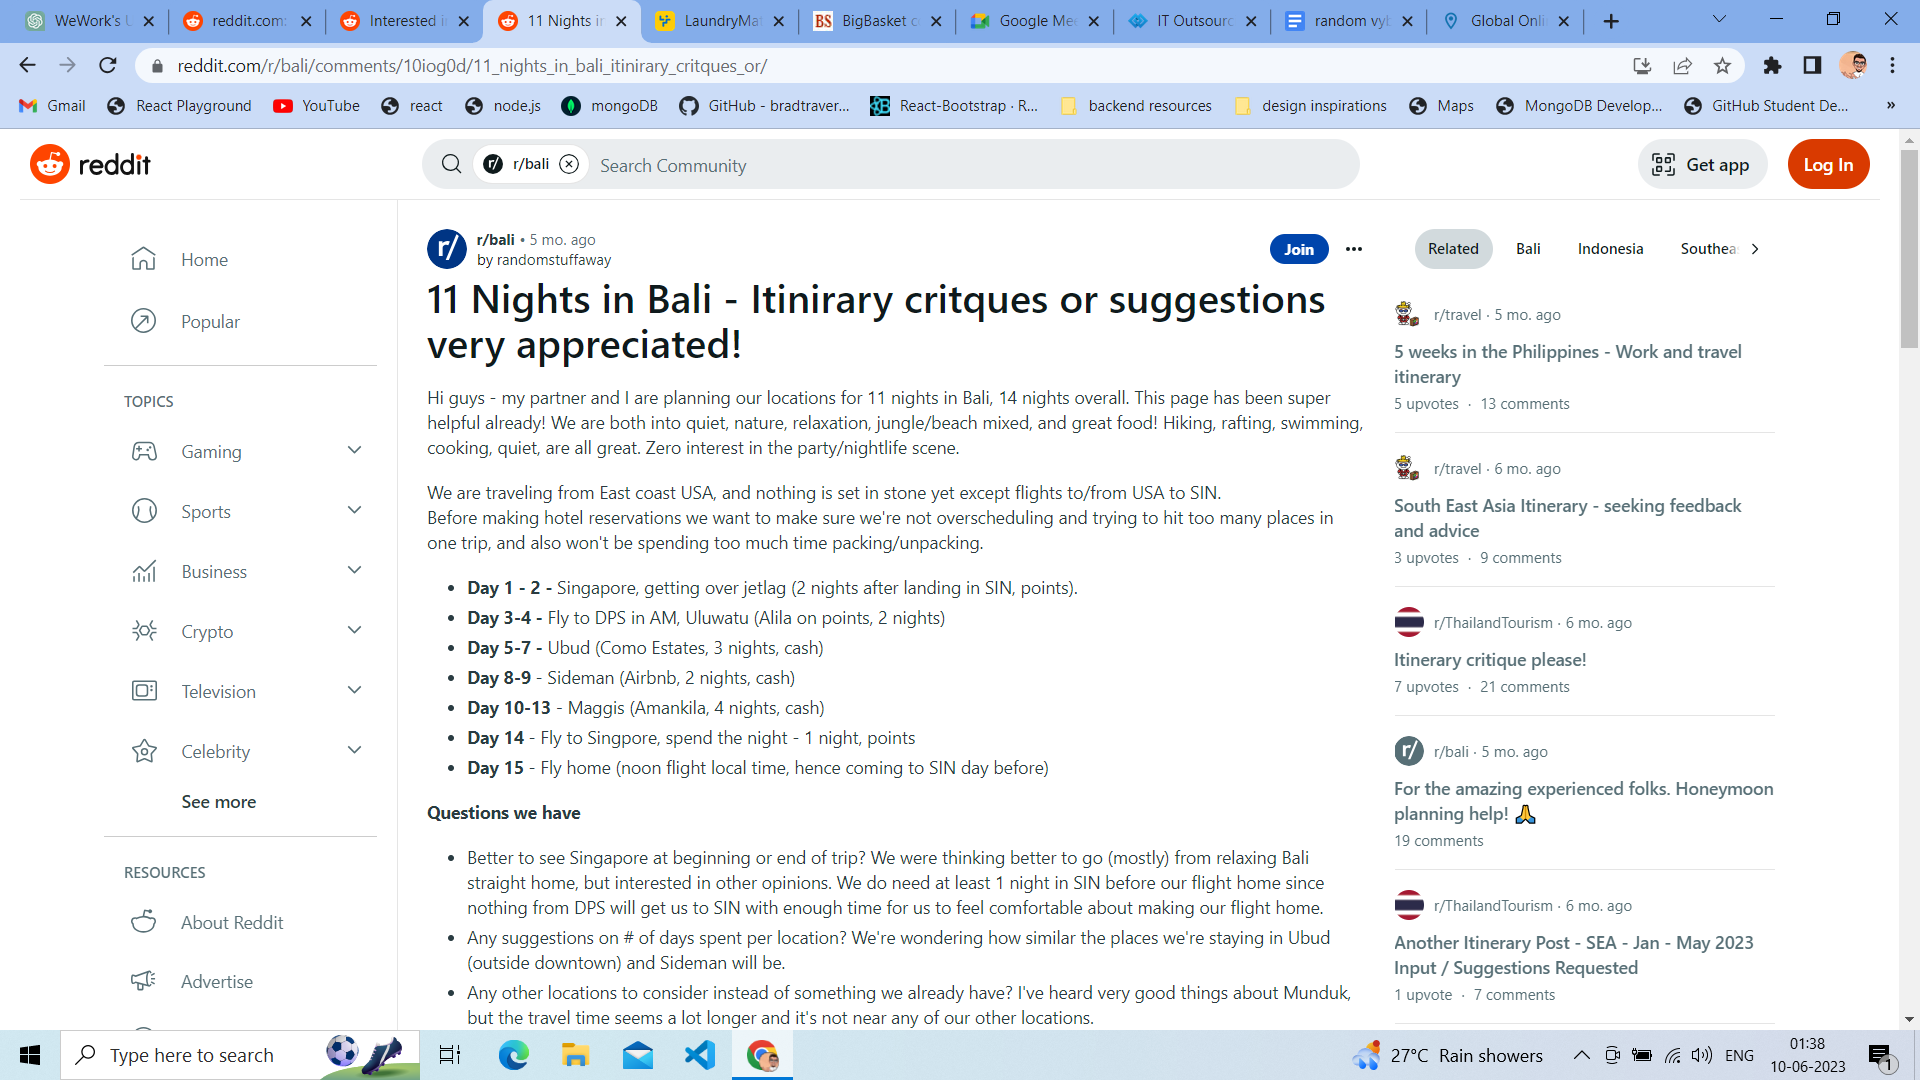 WeWork's U
reddit.com:
Interested i
11 Nights in
LaundryMa
BigBasket c
Google Me
IT Outsourc
random vyb
Global Onli
reddit.com/r/bali/comments/10iog0d/11_nights_in_bali_itinirary_critques_or/
Gmail
React Playground
YouTube
react
node.js
mongoDB
GitHub - bradtraver...
React-Bootstrap · R...
backend resources
design inspirations
Maps
MongoDB Develop...
GitHub Student De...
»
reddit
r/bali
Search Community
Get app
Log In
Home
Popular
TOPICS
Gaming
Sports
Business
Crypto
Television
Celebrity
See more
RESOURCES
About Reddit
Advertise
r/bali • 5 mo. ago
by randomstuffaway
Join
11 Nights in Bali - Itinirary critques or suggestions
very appreciated!
Hi guys - my partner and I are planning our locations for 11 nights in Bali, 14 nights overall. This page has been super
helpful already! We are both into quiet, nature, relaxation, jungle/beach mixed, and great food! Hiking, rafting, swimming,
cooking, quiet, are all great. Zero interest in the party/nightlife scene.
We are traveling from East coast USA, and nothing is set in stone yet except flights to/from USA to SIN.
Before making hotel reservations we want to make sure we're not overscheduling and trying to hit too many places in
one trip, and also won't be spending too much time packing/unpacking.
• Day 1 - 2 - Singapore, getting over jetlag (2 nights after landing in SIN, points).
• Day 3-4 - Fly to DPS in AM, Uluwatu (Alila on points, 2 nights)
• Day 5-7 - Ubud (Como Estates, 3 nights, cash)
• Day 8-9 - Sideman (Airbnb, 2 nights, cash)
• Day 10-13 - Maggis (Amankila, 4 nights, cash)
• Day 14 - Fly to Singpore, spend the night - 1 night, points
• Day 15 - Fly home (noon flight local time, hence coming to SIN day before)
Questions we have
• Better to see Singapore at beginning or end of trip? We were thinking better to go (mostly) from relaxing Bali
straight home, but interested in other opinions. We do need at least 1 night in SIN before our flight home since
nothing from DPS will get us to SIN with enough time for us to feel comfortable about making our flight home.
• Any suggestions on # of days spent per location? We're wondering how similar the places we're staying in Ubud
(outside downtown) and Sideman will be.
• Any other locations to consider instead of something we already have? I've heard very good things about Munduk,
but the travel time seems a lot longer and it's not near any of our other locations.
Related
Bali
Indonesia
Southea
r/travel · 5 mo. ago
5 weeks in the Philippines - Work and travel
itinerary
5 upvotes · 13 comments
r/travel · 6 mo. ago
South East Asia Itinerary - seeking feedback
and advice
3 upvotes · 9 comments
r/ThailandTourism · 6 mo. ago
Itinerary critique please!
7 upvotes · 21 comments
r/bali · 5 mo. ago
For the amazing experienced folks. Honeymoon
planning help! 🙏
19 comments
r/ThailandTourism · 6 mo. ago
Another Itinerary Post - SEA - Jan - May 2023
Input / Suggestions Requested
1 upvote · 7 comments
Type here to search
27°C Rain showers
ENG
01:38
10-06-2023
1